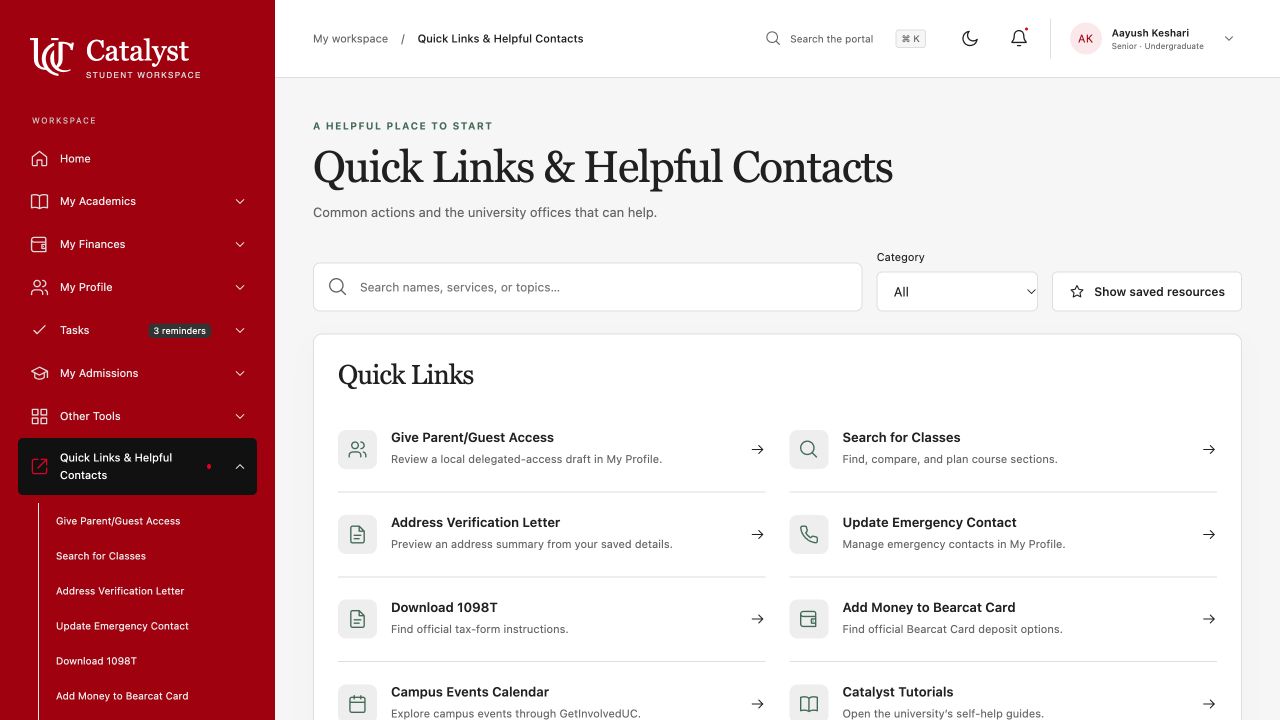 UC Catalyst
STUDENT WORKSPACE
WORKSPACE
Home
My Academics
My Finances
My Profile
Tasks
3 reminders
My Admissions
Other Tools
Quick Links & Helpful
Contacts
Give Parent/Guest Access
Search for Classes
Address Verification Letter
Update Emergency Contact
Download 1098T
Add Money to Bearcat Card
My workspace / Quick Links & Helpful Contacts
Search the portal ⌘ K
AK
Aayush Keshari
Senior · Undergraduate
A HELPFUL PLACE TO START
Quick Links & Helpful Contacts
Common actions and the university offices that can help.
Search names, services, or topics...
Category
All
Show saved resources
Quick Links
Give Parent/Guest Access
Review a local delegated-access draft in My Profile.
Search for Classes
Find, compare, and plan course sections.
Address Verification Letter
Preview an address summary from your saved details.
Update Emergency Contact
Manage emergency contacts in My Profile.
Download 1098T
Find official tax-form instructions.
Add Money to Bearcat Card
Find official Bearcat Card deposit options.
Campus Events Calendar
Explore campus events through GetInvolvedUC.
Catalyst Tutorials
Open the university's self-help guides.